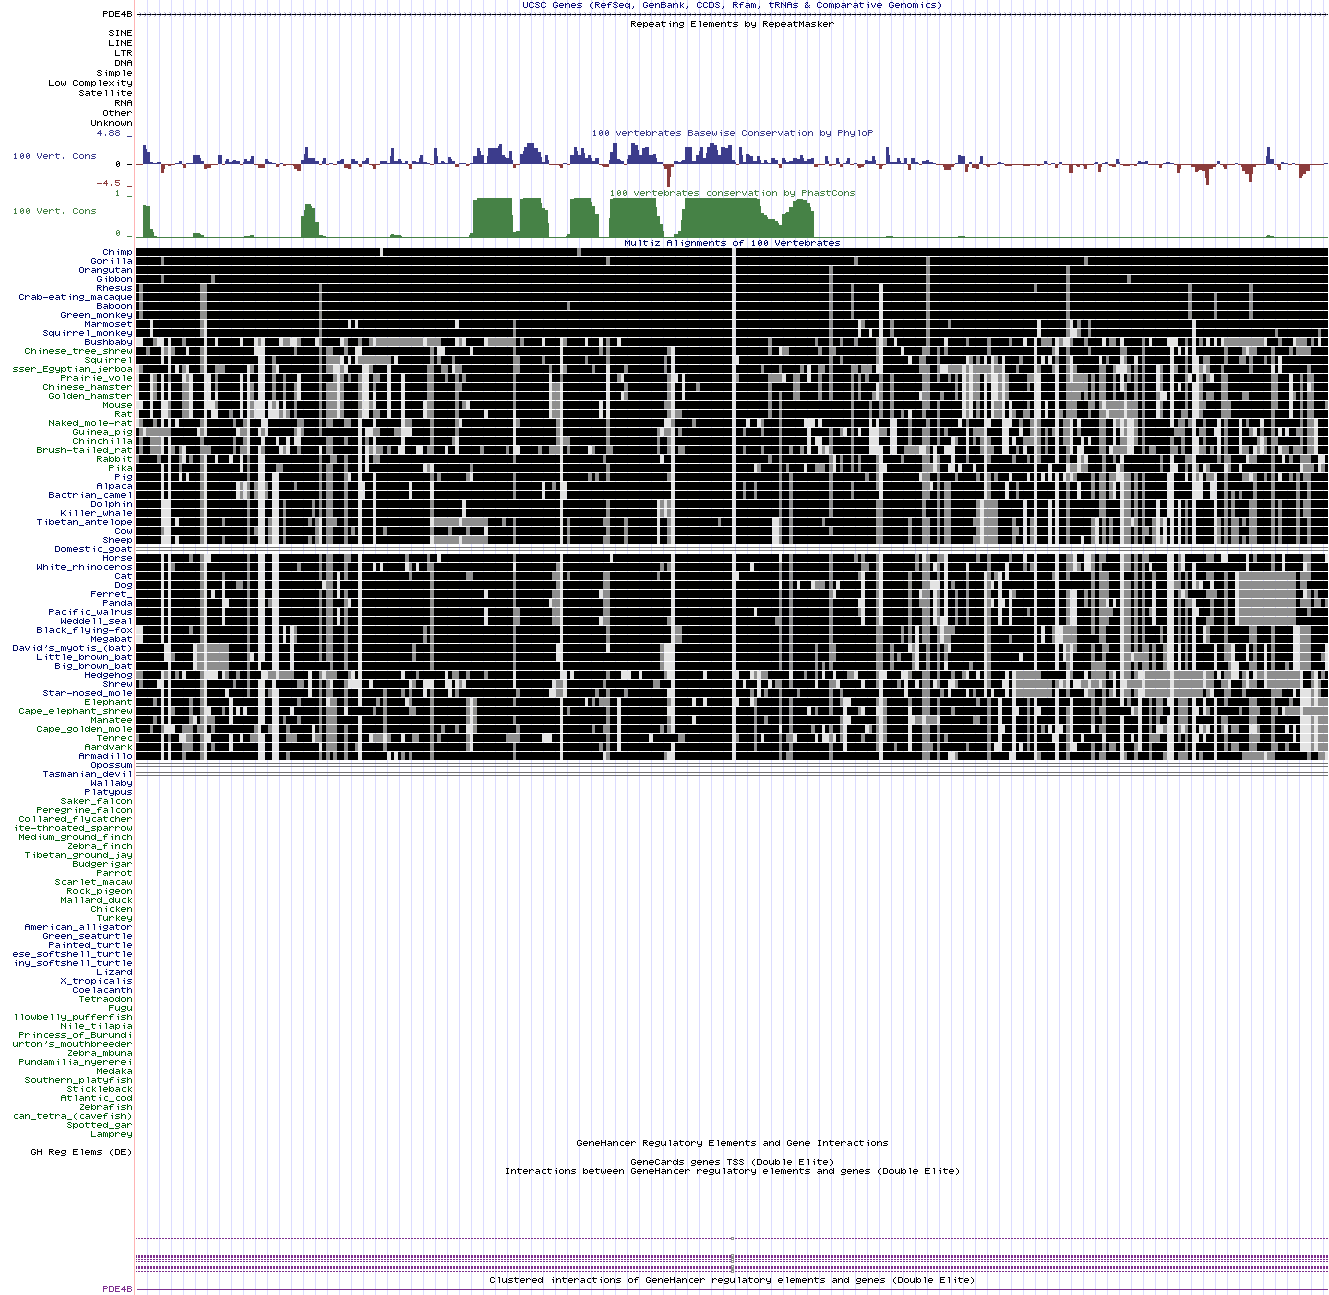 UCSC Genes (RefSeq, GenBank, CCDS, Rfam, tRNAs & Comparative Genomics)
PDE4B
Repeating Elements by RepeatMasker
SINE
LINE
LTR
DNA
Simple
Low Complexity
Satellite
RNA
Other
Unknown
4.88 _
100 vertebrates Basewise Conservation by PhyloP
100 Vert. Cons
0 _
-4.5 _
1 _
100 vertebrates conservation by PhastCons
100 Vert. Cons
0 _
Multiz Alignments of 100 Vertebrates
Chimp
Gorilla
Orangutan
Gibbon
Rhesus
Crab-eating_macaque
Baboon
Green_monkey
Marmoset
Squirrel_monkey
Bushbaby
Chinese_tree_shrew
Squirrel
sser_Egyptian_jerboa
Prairie_vole
Chinese_hamster
Golden_hamster
Mouse
Rat
Naked_mole-rat
Guinea_pig
Chinchilla
Brush-tailed_rat
Rabbit
Pika
Pig
Alpaca
Bactrian_camel
Dolphin
Killer_whale
Tibetan_antelope
Cow
Sheep
Domestic_goat
Horse
White_rhinoceros
Cat
Dog
Ferret_
Panda
Pacific_walrus
Weddell_seal
Black_flying-fox
Megabat
David's_myotis_(bat)
Little_brown_bat
Big_brown_bat
Hedgehog
Shrew
Star-nosed_mole
Elephant
Cape_elephant_shrew
Manatee
Cape_golden_mole
Tenrec
Aardvark
Armadillo
Opossum
Tasmanian_devil
Wallaby
Platypus
Saker_falcon
Peregrine_falcon
Collared_flycatcher
ite-throated_sparrow
Medium_ground_finch
Zebra_finch
Tibetan_ground_jay
Budgerigar
Parrot
Scarlet_macaw
Rock_pigeon
Mallard_duck
Chicken
Turkey
American_alligator
Green_seaturtle
Painted_turtle
ese_softshell_turtle
iny_softshell_turtle
Lizard
X_tropicalis
Coelacanth
Tetraodon
Fugu
llowbelly_pufferfish
Nile_tilapia
Princess_of_Burundi
urton's_mouthbreeder
Zebra_mbuna
Pundamilia_nyererei
Medaka
Southern_platyfish
Stickleback
Atlantic_cod
Zebrafish
can_tetra_(cavefish)
Spotted_gar
Lamprey
GeneHancer Regulatory Elements and Gene Interactions
GH Reg Elems (DE)
GeneCards genes TSS (Double Elite)
Interactions between GeneHancer regulatory elements and genes (Double Elite)
Clustered interactions of GeneHancer regulatory elements and genes (Double Elite)
PDE4B